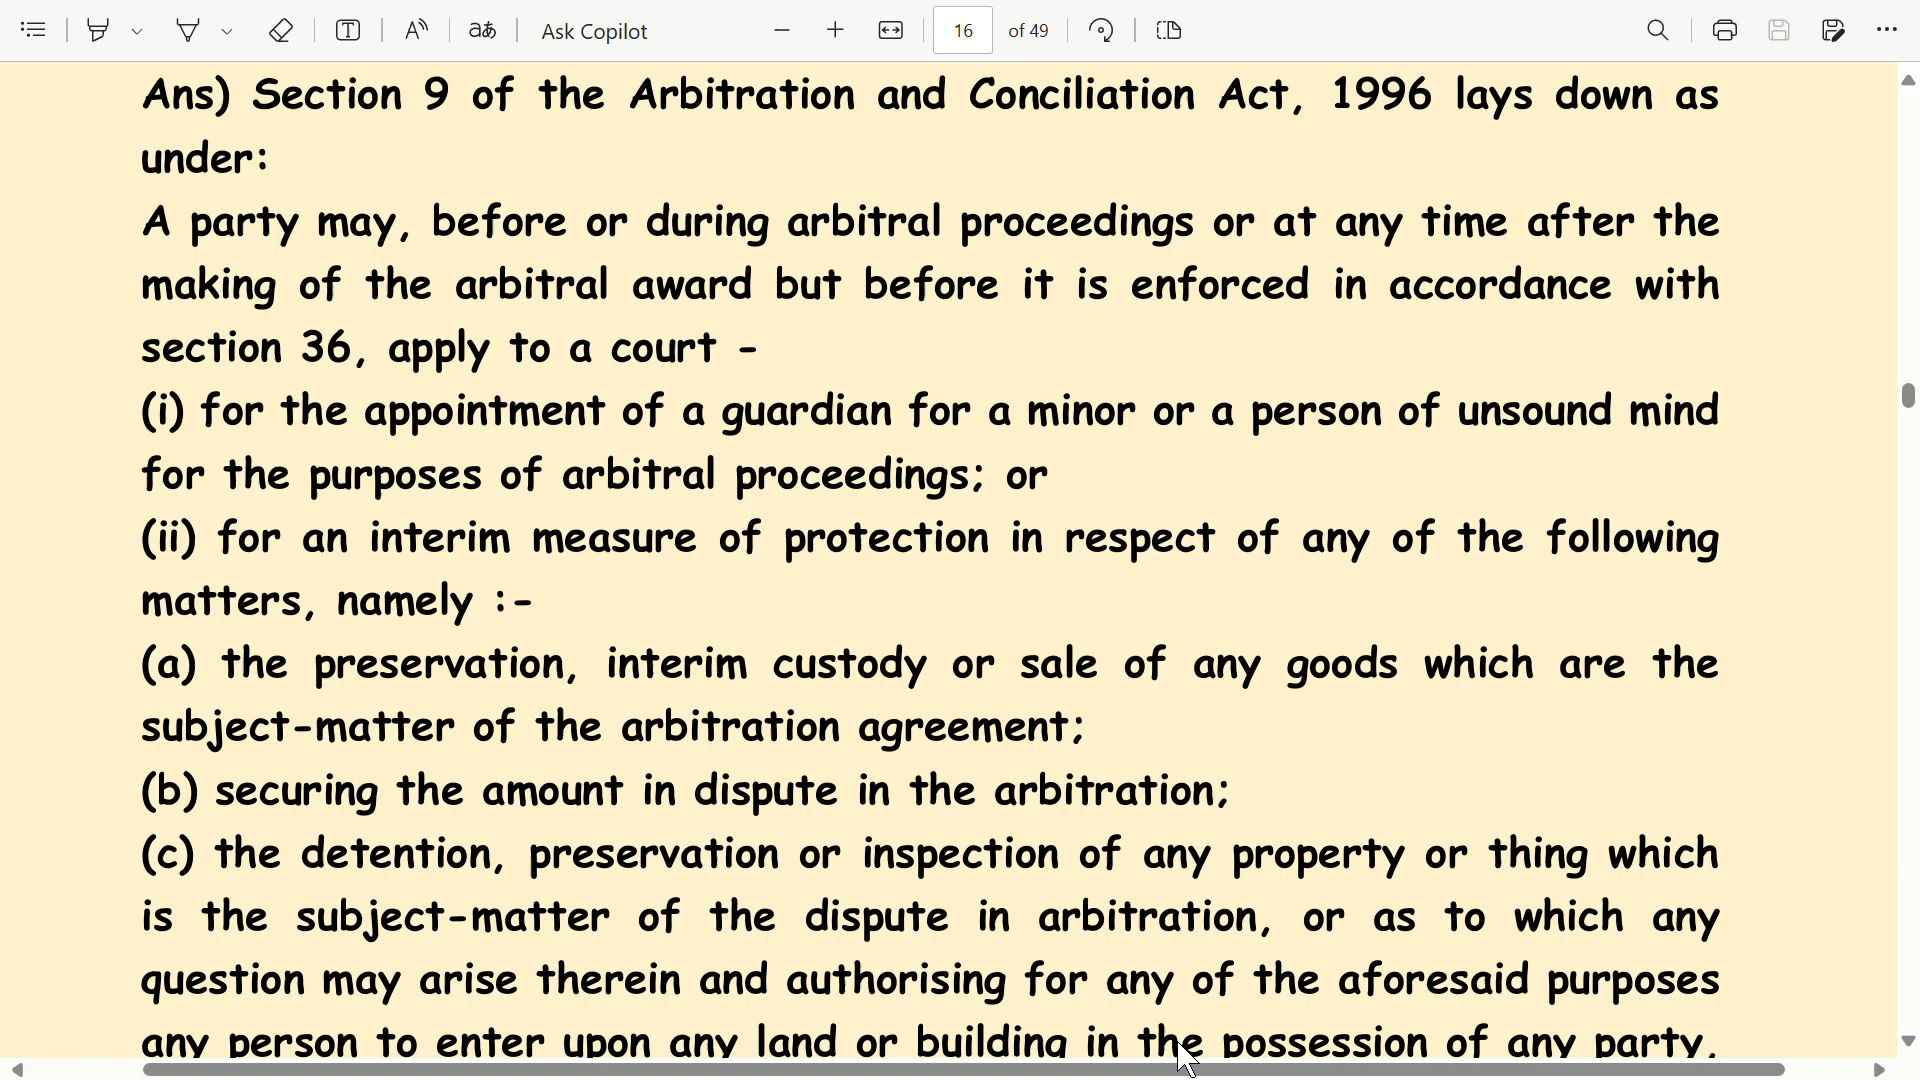 Ask Copilot
16 of 49
Ans) Section 9 of the Arbitration and Conciliation Act, 1996 lays down as
under:
A party may, before or during arbitral proceedings or at any time after the
making of the arbitral award but before it is enforced in accordance with
section 36, apply to a court -
(i) for the appointment of a guardian for a minor or a person of unsound mind
for the purposes of arbitral proceedings; or
(ii) for an interim measure of protection in respect of any of the following
matters, namely :-
(a) the preservation, interim custody or sale of any goods which are the
subject-matter of the arbitration agreement;
(b) securing the amount in dispute in the arbitration;
(c) the detention, preservation or inspection of any property or thing which
is the subject-matter of the dispute in arbitration, or as to which any
question may arise therein and authorising for any of the aforesaid purposes
any person to enter upon any land or building in the possession of any party,